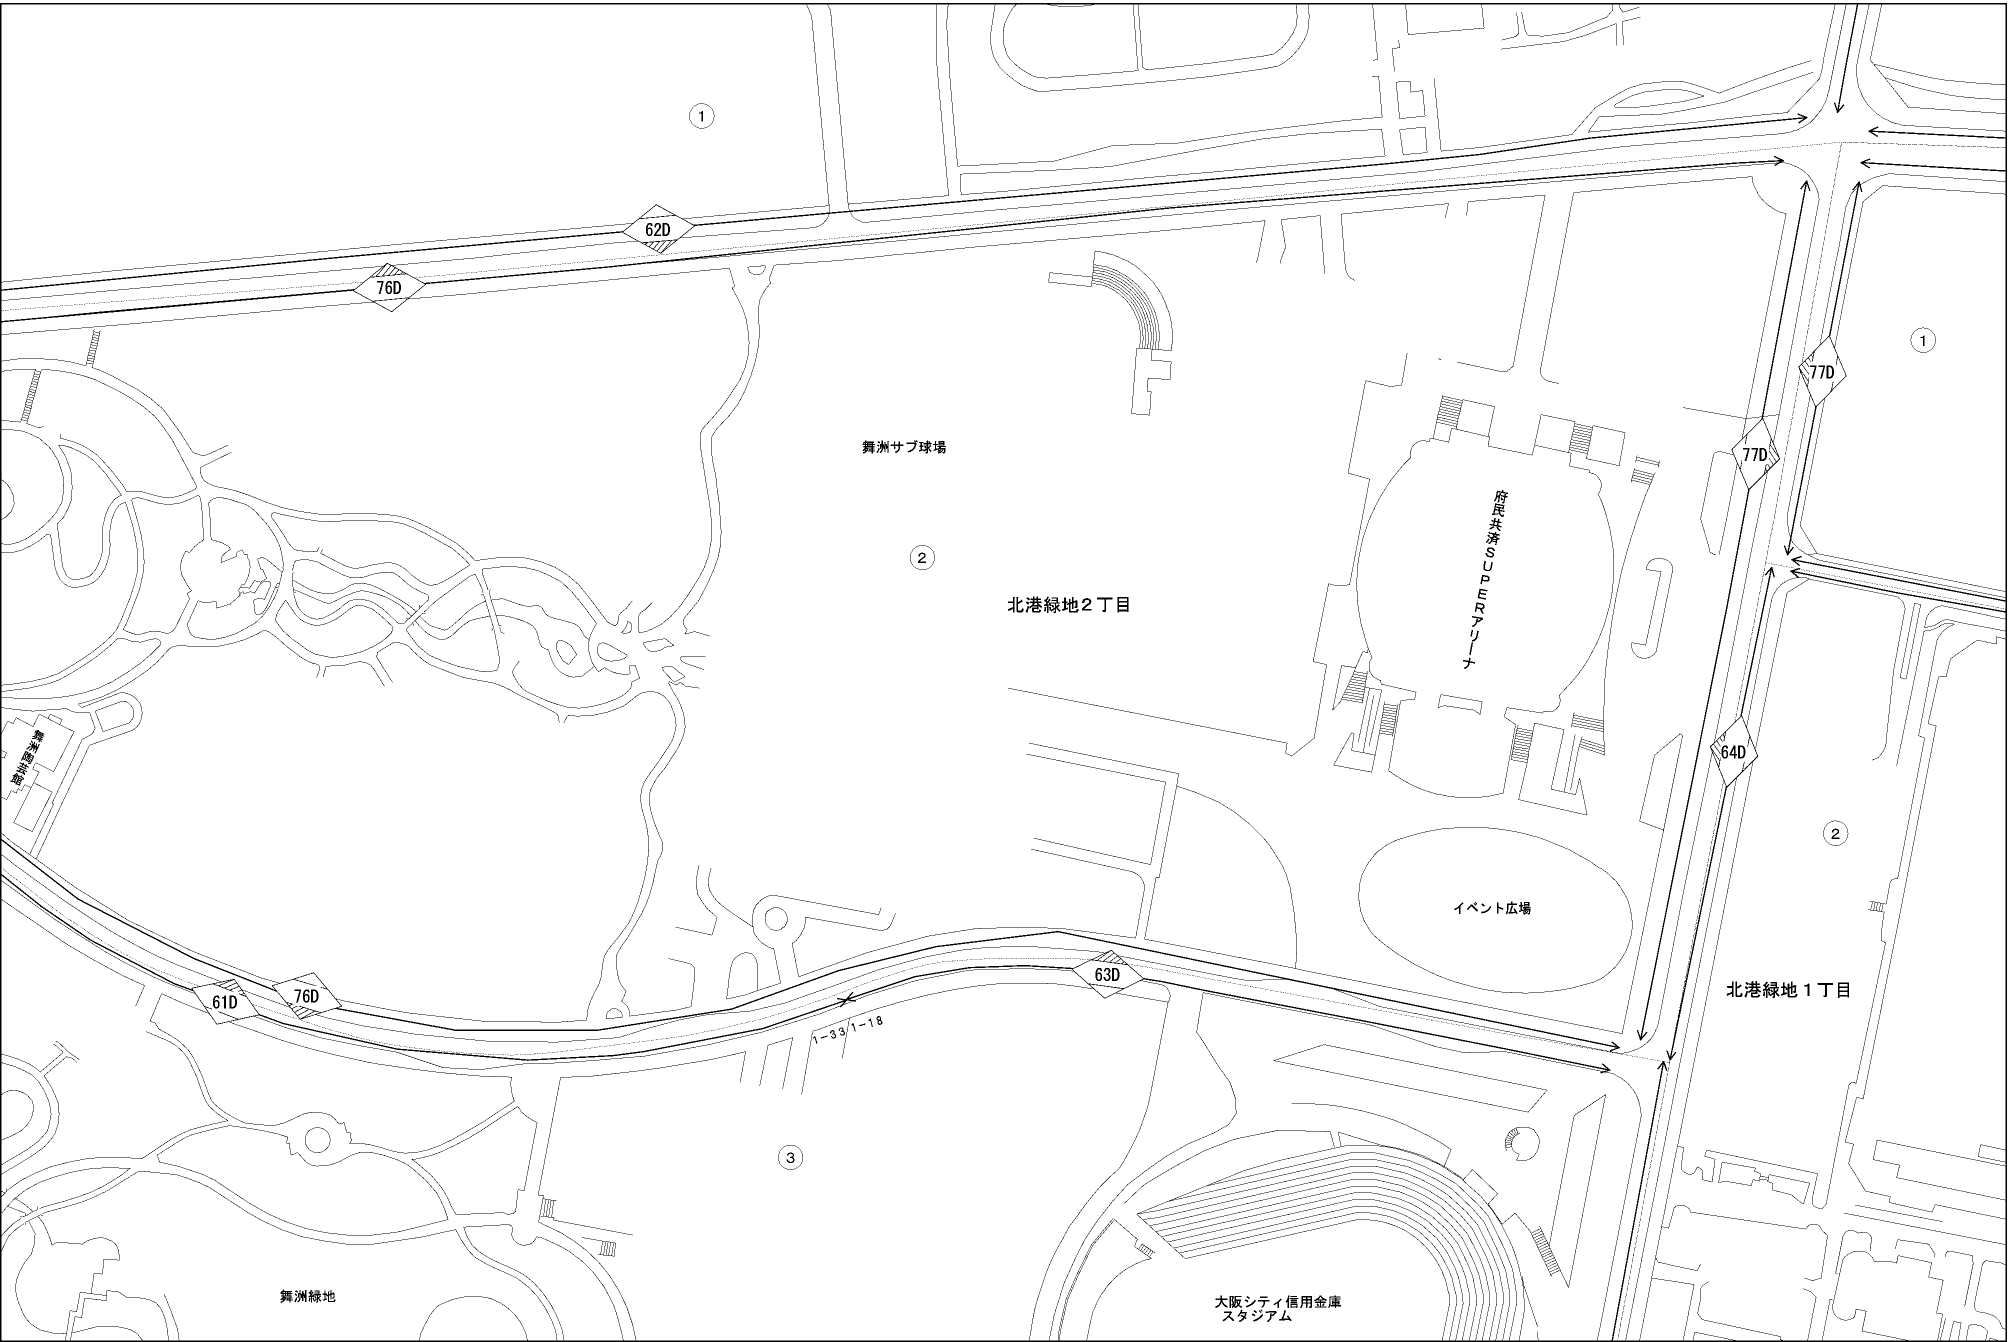 ①
62D
76D
①
77D
舞洲サブ球場
77D
府民共済SUPERアリーナ
②
北港緑地2丁目
舞洲陶芸館
64D
②
イベント広場
63D
北港緑地1丁目
76D
61D
1-33
1-18
③
舞洲緑地
大阪シティ信用金庫
スタジアム